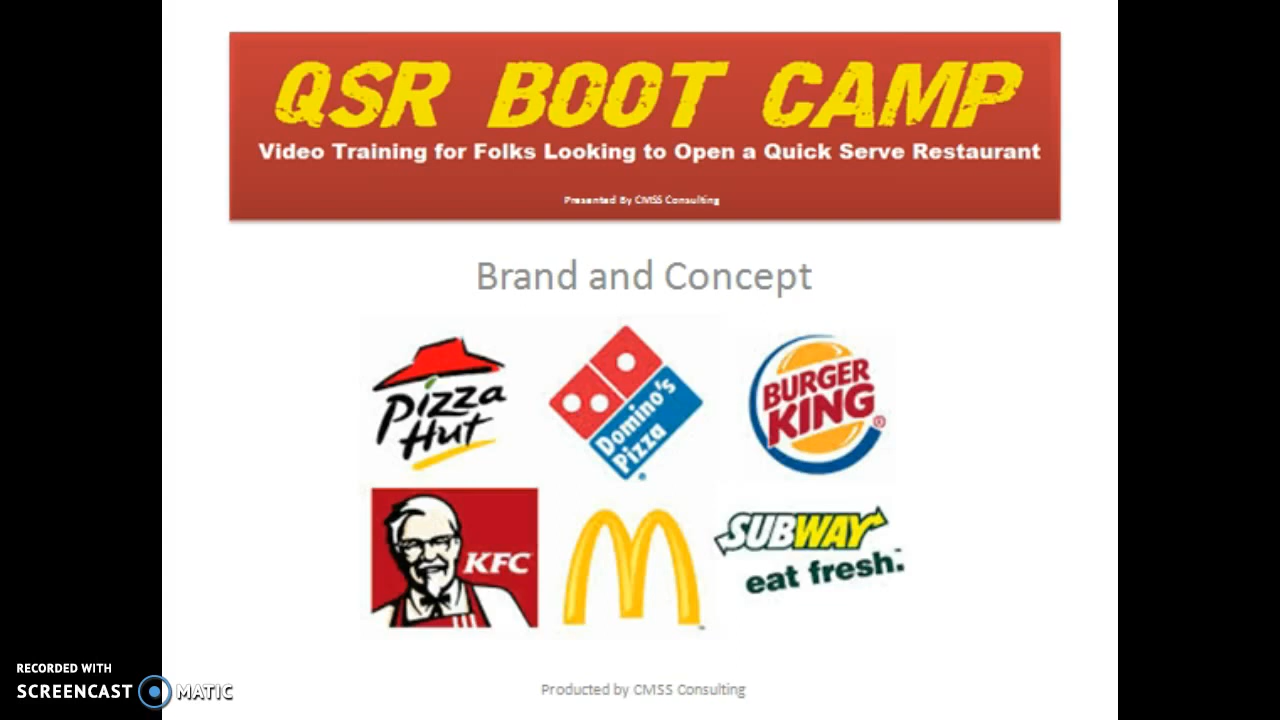 QSR BOOT CAMP
Video Training for Folks Looking to Open a Quick Serve Restaurant
Presented By CMSS Consulting
Brand and Concept
Pizza
Hut
Domino's
Pizza
®
BURGER
KING
®
KFC
M
™
SUBWAY
eat fresh.™
RECORDED WITH
SCREENCAST MATIC
Producted by CMSS Consulting